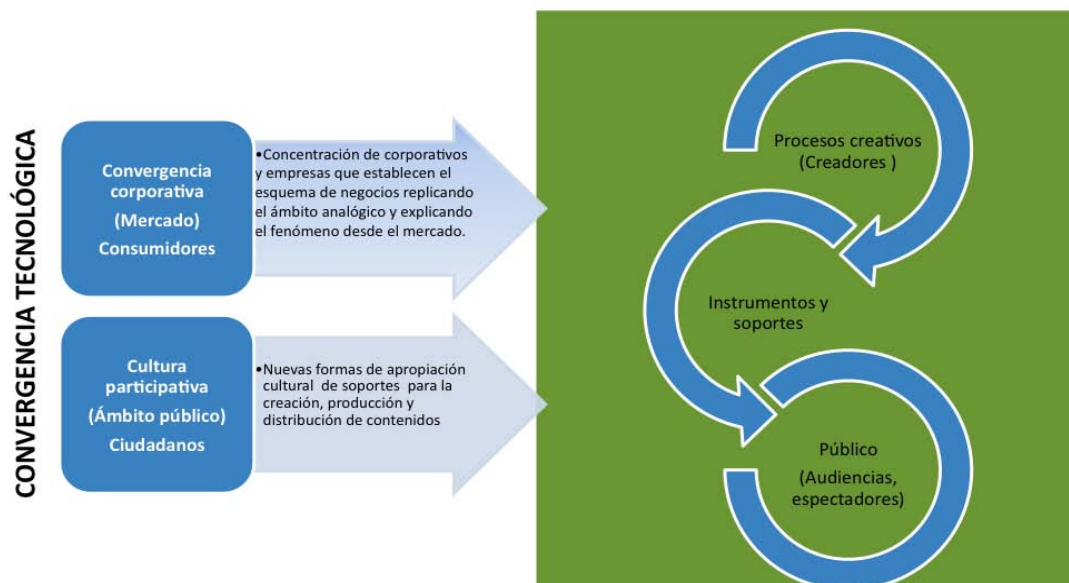 CONVERGENCIA TECNOLÓGICA
Convergencia
corporativa
(Mercado)
Consumidores
•Concentración de corporativos
y empresas que establecen el
esquema de negocios replicando
el ámbito analógico y explicando
el fenómeno desde el mercado.
Cultura
participativa
(Ámbito público)
Ciudadanos
•Nuevas formas de apropiación
cultural de soportes para la
creación, producción y
distribución de contenidos
Procesos creativos
(Creadores )
Instrumentos y
soportes
Público
(Audiencias,
espectadores)